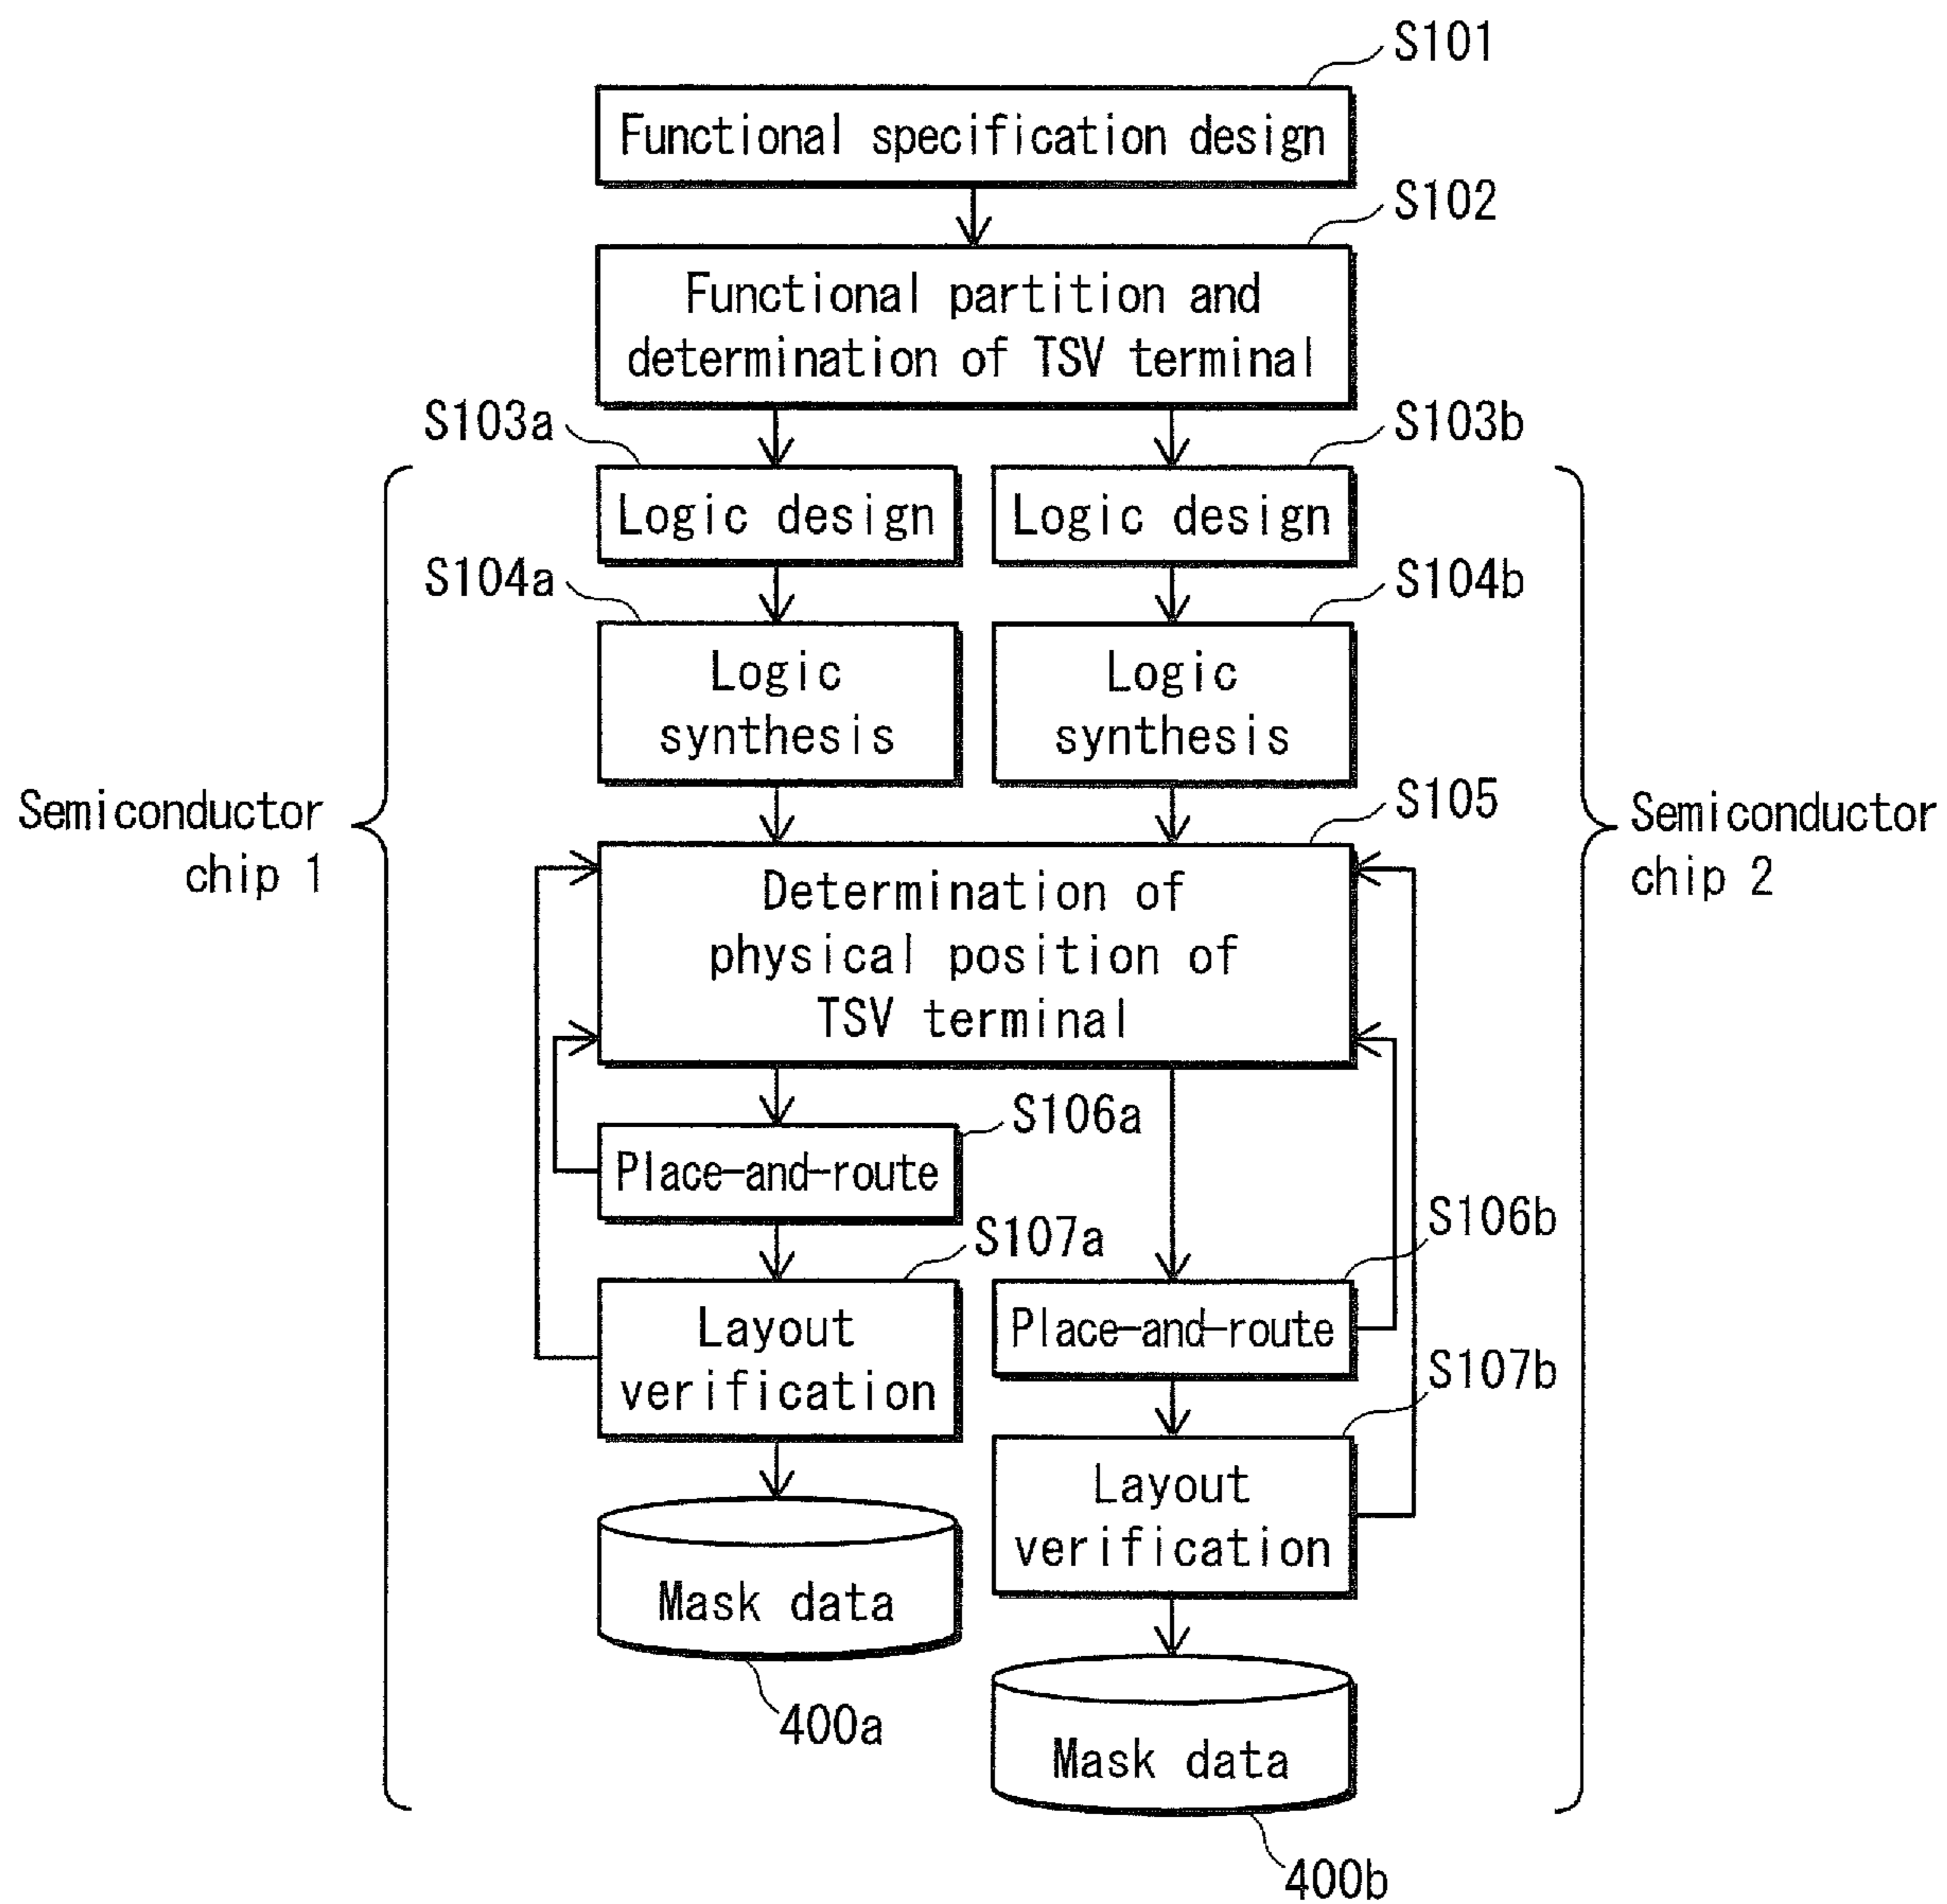 S101
Functional specification design
S102
Functional partition and
determination of TSV terminal
S103a
S103b
Logic design
Logic design
S104a
S104b
Logic
synthesis
Logic
synthesis
Semiconductor
chip 1
S105
Semiconductor
chip 2
Determination of
physical position of
TSV terminal
S106a
Place-and-route
S106b
S107a
Layout
verification
Place-and-route
S107b
Layout
verification
Mask data
400a
Mask data
400b